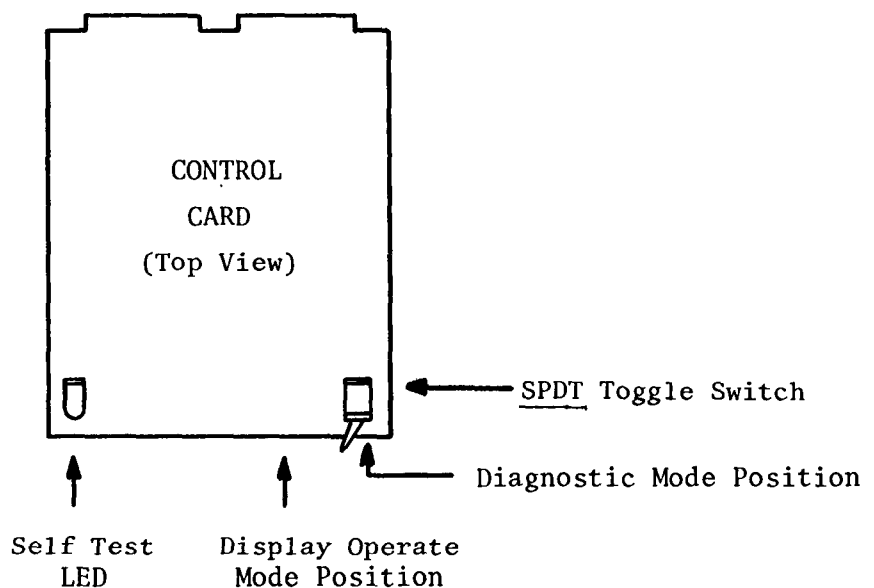 CONTROL
CARD
(Top View)
SPDT Toggle Switch
Diagnostic Mode Position
Self Test
LED
Display Operate
Mode Position